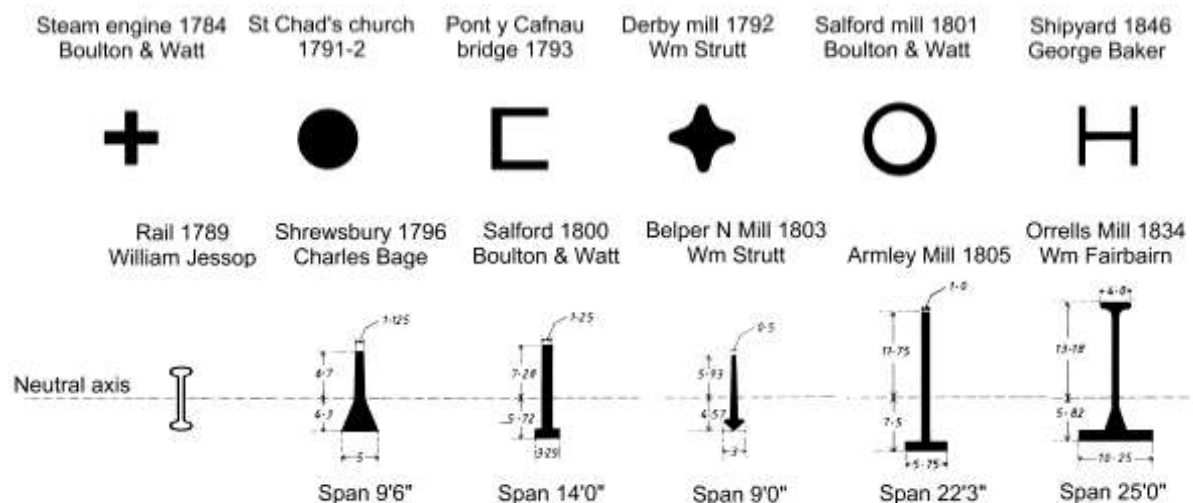 Steam engine 1784
Boulton & Watt
St Chad's church
1791-2
Pont y Cafnau
bridge 1793
Derby mill 1792
Wm Strutt
Salford mill 1801
Boulton & Watt
Shipyard 1846
George Baker
Rail 1789
William Jessop
Shrewsbury 1796
Charles Bage
Salford 1800
Boulton & Watt
Belper N Mill 1803
Wm Strutt
Armley Mill 1805
Orrells Mill 1834
Wm Fairbairn
Neutral axis
1·125
5
1·25
7·28
5·72
3·25
0·5
5·93
4·57
3
1·0
11·75
7·5
5·75
4·0
13·18
5·82
10·25
Span 9'6"
Span 14'0"
Span 9'0"
Span 22'3"
Span 25'0"